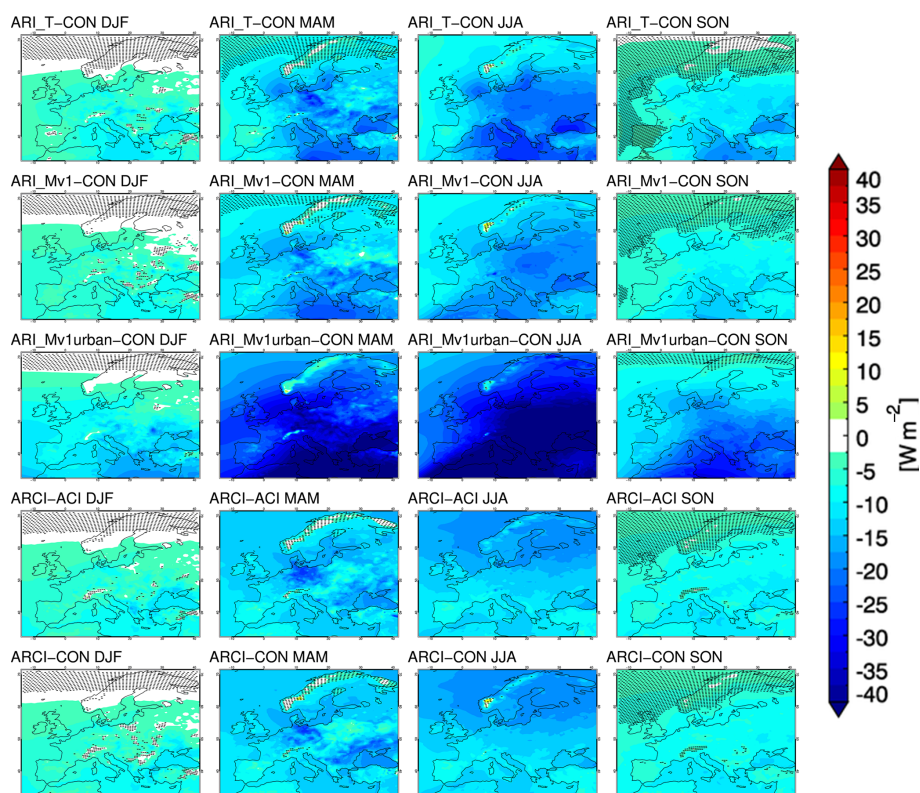 ARI_T−CON DJF
ARI_T−CON MAM
ARI_T−CON JJA
ARI_T−CON SON
ARI_Mv1−CON DJF
ARI_Mv1−CON MAM
ARI_Mv1−CON JJA
ARI_Mv1−CON SON
ARI_Mv1urban−CON DJF
ARI_Mv1urban−CON MAM
ARI_Mv1urban−CON JJA
ARI_Mv1urban−CON SON
ARCI−ACI DJF
ARCI−ACI MAM
ARCI−ACI JJA
ARCI−ACI SON
ARCI−CON DJF
ARCI−CON MAM
ARCI−CON JJA
ARCI−CON SON
40
35
30
25
20
15
10
5
0
-5
-10
-15
-20
-25
-30
-35
-40
[W m−2]